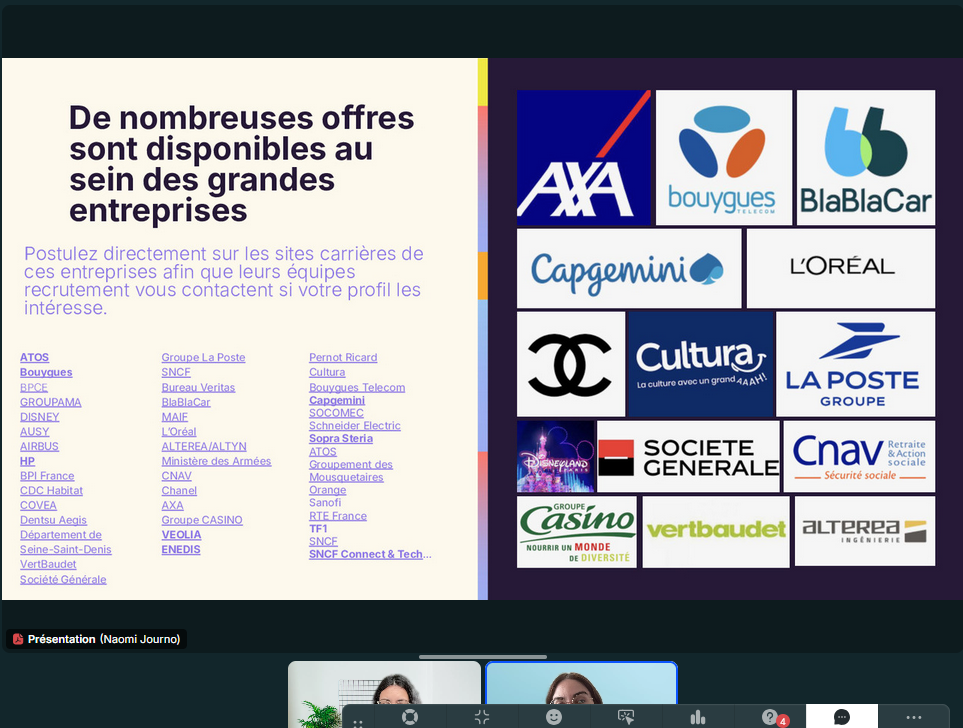 De nombreuses offres
sont disponibles au
sein des grandes
entreprises
Postulez directement sur les sites carrières de
ces entreprises afin que leurs équipes
recrutement vous contactent si votre profil les
intéresse.
ATOS
Bouygues
BPCE
GROUPAMA
DISNEY
AUSY
AIRBUS
HP
BPI France
CDC Habitat
COVEA
Dentsu Aegis
Département de
Seine-Saint-Denis
VertBaudet
Société Générale
Groupe La Poste
SNCF
Bureau Veritas
BlaBlaCar
MAIF
L'Oréal
ALTEREA/ALTYN
Ministère des Armées
CNAV
Chanel
AXA
Groupe CASINO
VEOLIA
ENEDIS
Pernot Ricard
Cultura
Bouygues Telecom
Capgemini
SOCOMEC
Schneider Electric
Sopra Steria
ATOS
Groupement des
Mousquetaires
Orange
Sanofi
RTE France
TF1
SNCF
SNCF Connect & Tech...
AXA
bouygues
TELECOM
BlaBlaCar
Capgemini
L'ORÉAL
Cultura
La culture avec un grand AAAH!
LA POSTE
GROUPE
DISNEYLAND
PARIS
SOCIETE
GENERALE
Cnav
Retraite
& Action
sociale
Sécurité sociale
GROUPE
Casino
NOURRIR UN MONDE
DE DIVERSITÉ
vertbaudet
alterea
INGÉNIERIE
Présentation (Naomi Journo)
4